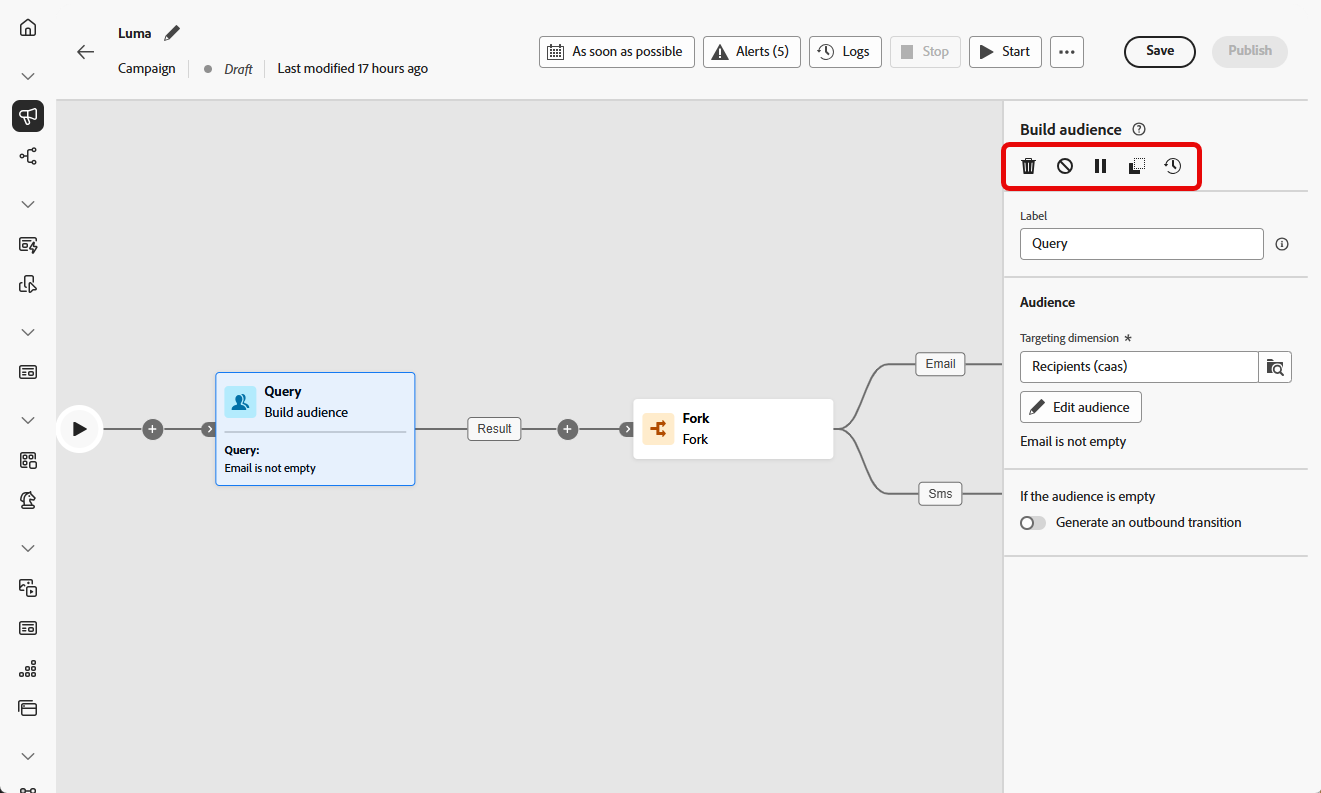 Luma
Campaign
Draft
Last modified 17 hours ago
As soon as possible
Alerts (5)
Logs
Stop
Start
Save
Publish
Query
Build audience
Query:
Email is not empty
Result
Fork
Fork
Email
Sms
Build audience
Label
Query
Audience
Targeting dimension *
Recipients (caas)
Edit audience
Email is not empty
If the audience is empty
Generate an outbound transition